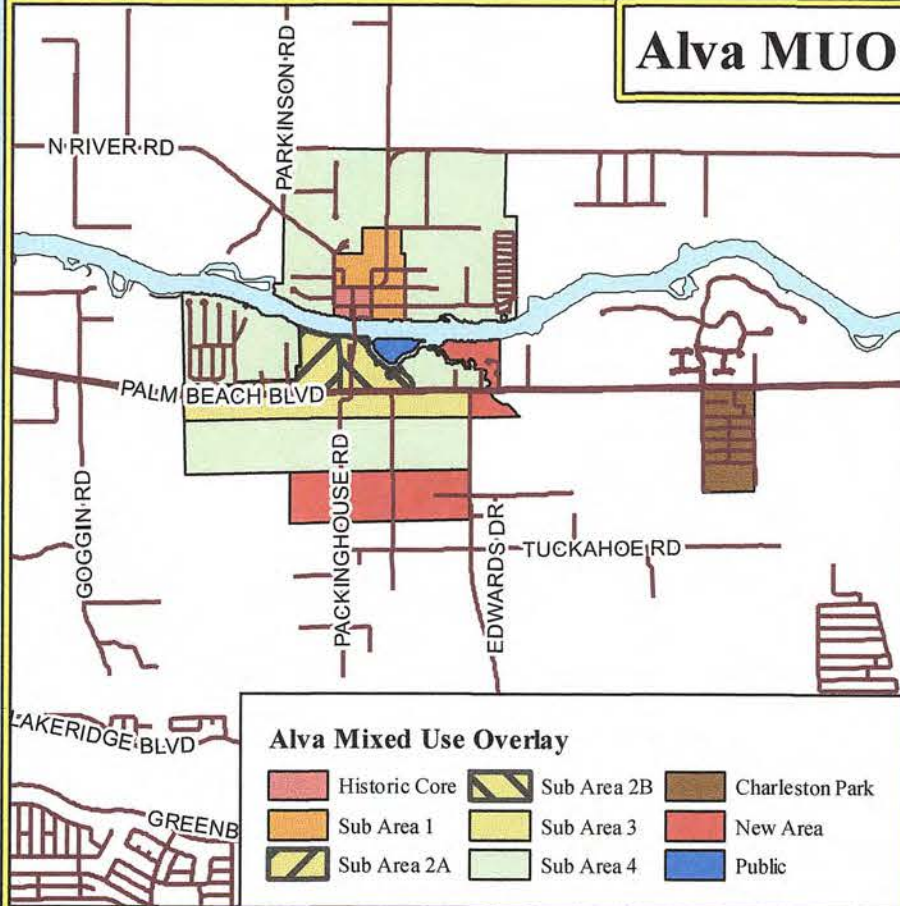 Alva MUO
PARKINSON RD
N RIVER RD
PALM BEACH BLVD
GOGGIN RD
PACKINGHOUSE RD
EDWARDS DR
TUCKAHOE RD
LAKERIDGE BLVD
GREENB
Alva Mixed Use Overlay
Historic Core
Sub Area 1
Sub Area 2A
Sub Area 2B
Sub Area 3
Sub Area 4
Charleston Park
New Area
Public